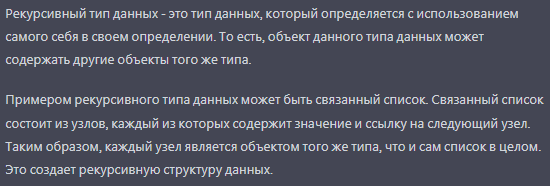 Рекурсивный тип данных - это тип данных, который определяется с использованием
самого себя в своем определении. То есть, объект данного типа данных может
содержать другие объекты того же типа.
Примером рекурсивного типа данных может быть связанный список. Связанный список
состоит из узлов, каждый из которых содержит значение и ссылку на следующий узел.
Таким образом, каждый узел является объектом того же типа, что и сам список в целом.
Это создает рекурсивную структуру данных.